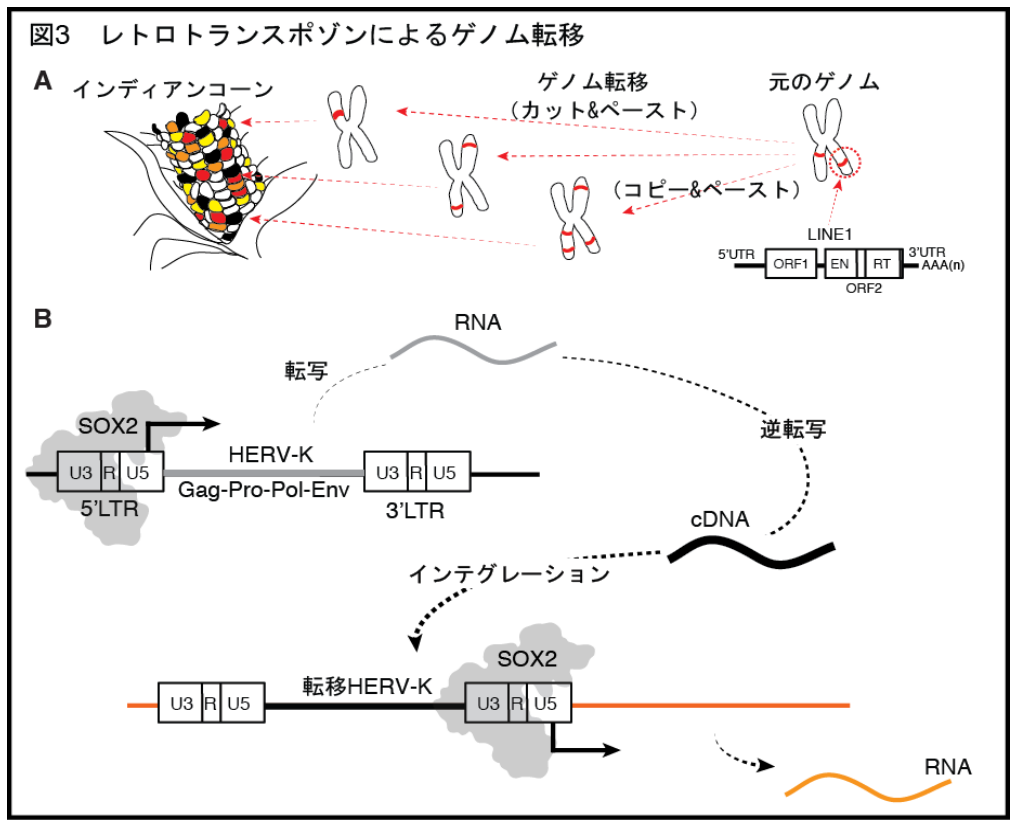 図3　レトロトランスポゾンによるゲノム転移
A
インディアンコーン
ゲノム転移
（カット&ペースト）
元のゲノム
（コピー&ペースト）
LINE1
5'UTR
ORF1
EN
RT
3'UTR
AAA(n)
ORF2
B
RNA
転写
SOX2
逆転写
HERV-K
U3 R U5
U3 R U5
Gag-Pro-Pol-Env
5'LTR
3'LTR
cDNA
インテグレーション
SOX2
転移HERV-K
U3 R U5
U3 R U5
RNA